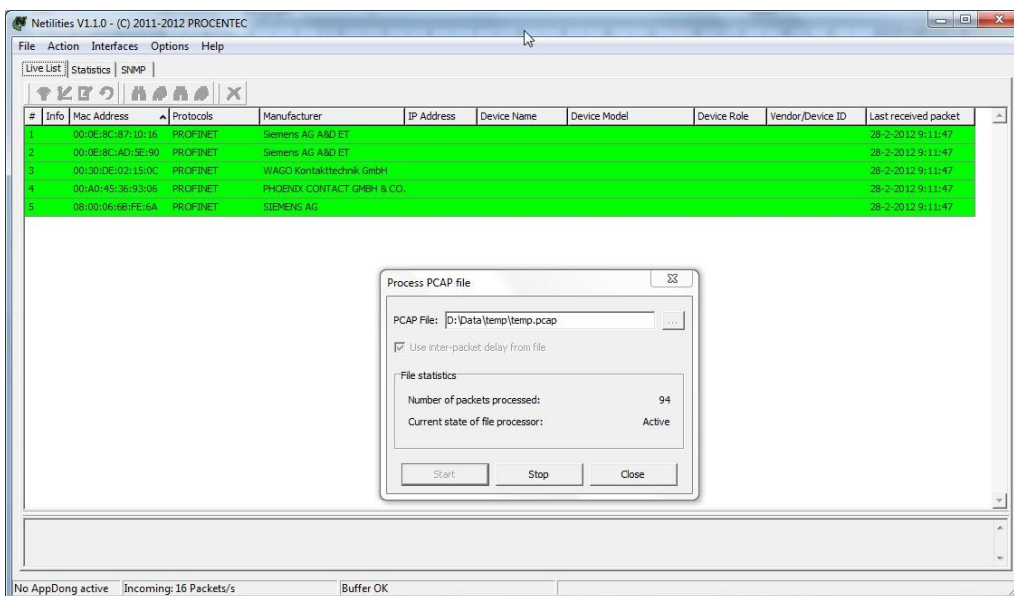 Netilities V1.1.0 - (C) 2011-2012 PROCENTEC
File Action Interfaces Options Help
Live List Statistics SNMP
# Info Mac Address Protocols Manufacturer IP Address Device Name Device Model Device Role Vendor/Device ID Last received packet
1 00:0E:8C:87:10:16 PROFINET Siemens AG A&D ET 28-2-2012 9:11:47
2 00:0E:8C:AD:5E:90 PROFINET Siemens AG A&D ET 28-2-2012 9:11:47
3 00:30:DE:02:15:0C PROFINET WAGO Kontakttechnik GmbH 28-2-2012 9:11:47
4 00:A0:45:36:93:06 PROFINET PHOENIX CONTACT GMBH & CO. 28-2-2012 9:11:47
5 08:00:06:6B:FE:6A PROFINET SIEMENS AG 28-2-2012 9:11:47
Process PCAP file
PCAP File: D:\Data\temp\temp.pcap ...
Use inter-packet delay from file
File statistics
Number of packets processed: 94
Current state of file processor: Active
Start Stop Close
No AppDong active Incoming: 16 Packets/s Buffer OK